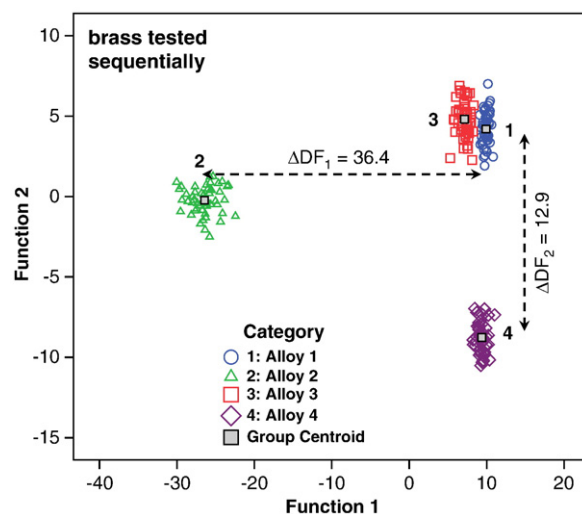 brass tested
sequentially
10
5
0
-5
-10
-15
Function 2
3
1
2
ΔDF₁ = 36.4
ΔDF₂ = 12.9
4
Category
1: Alloy 1
2: Alloy 2
3: Alloy 3
4: Alloy 4
Group Centroid
-40
-30
-20
-10
0
10
20
Function 1